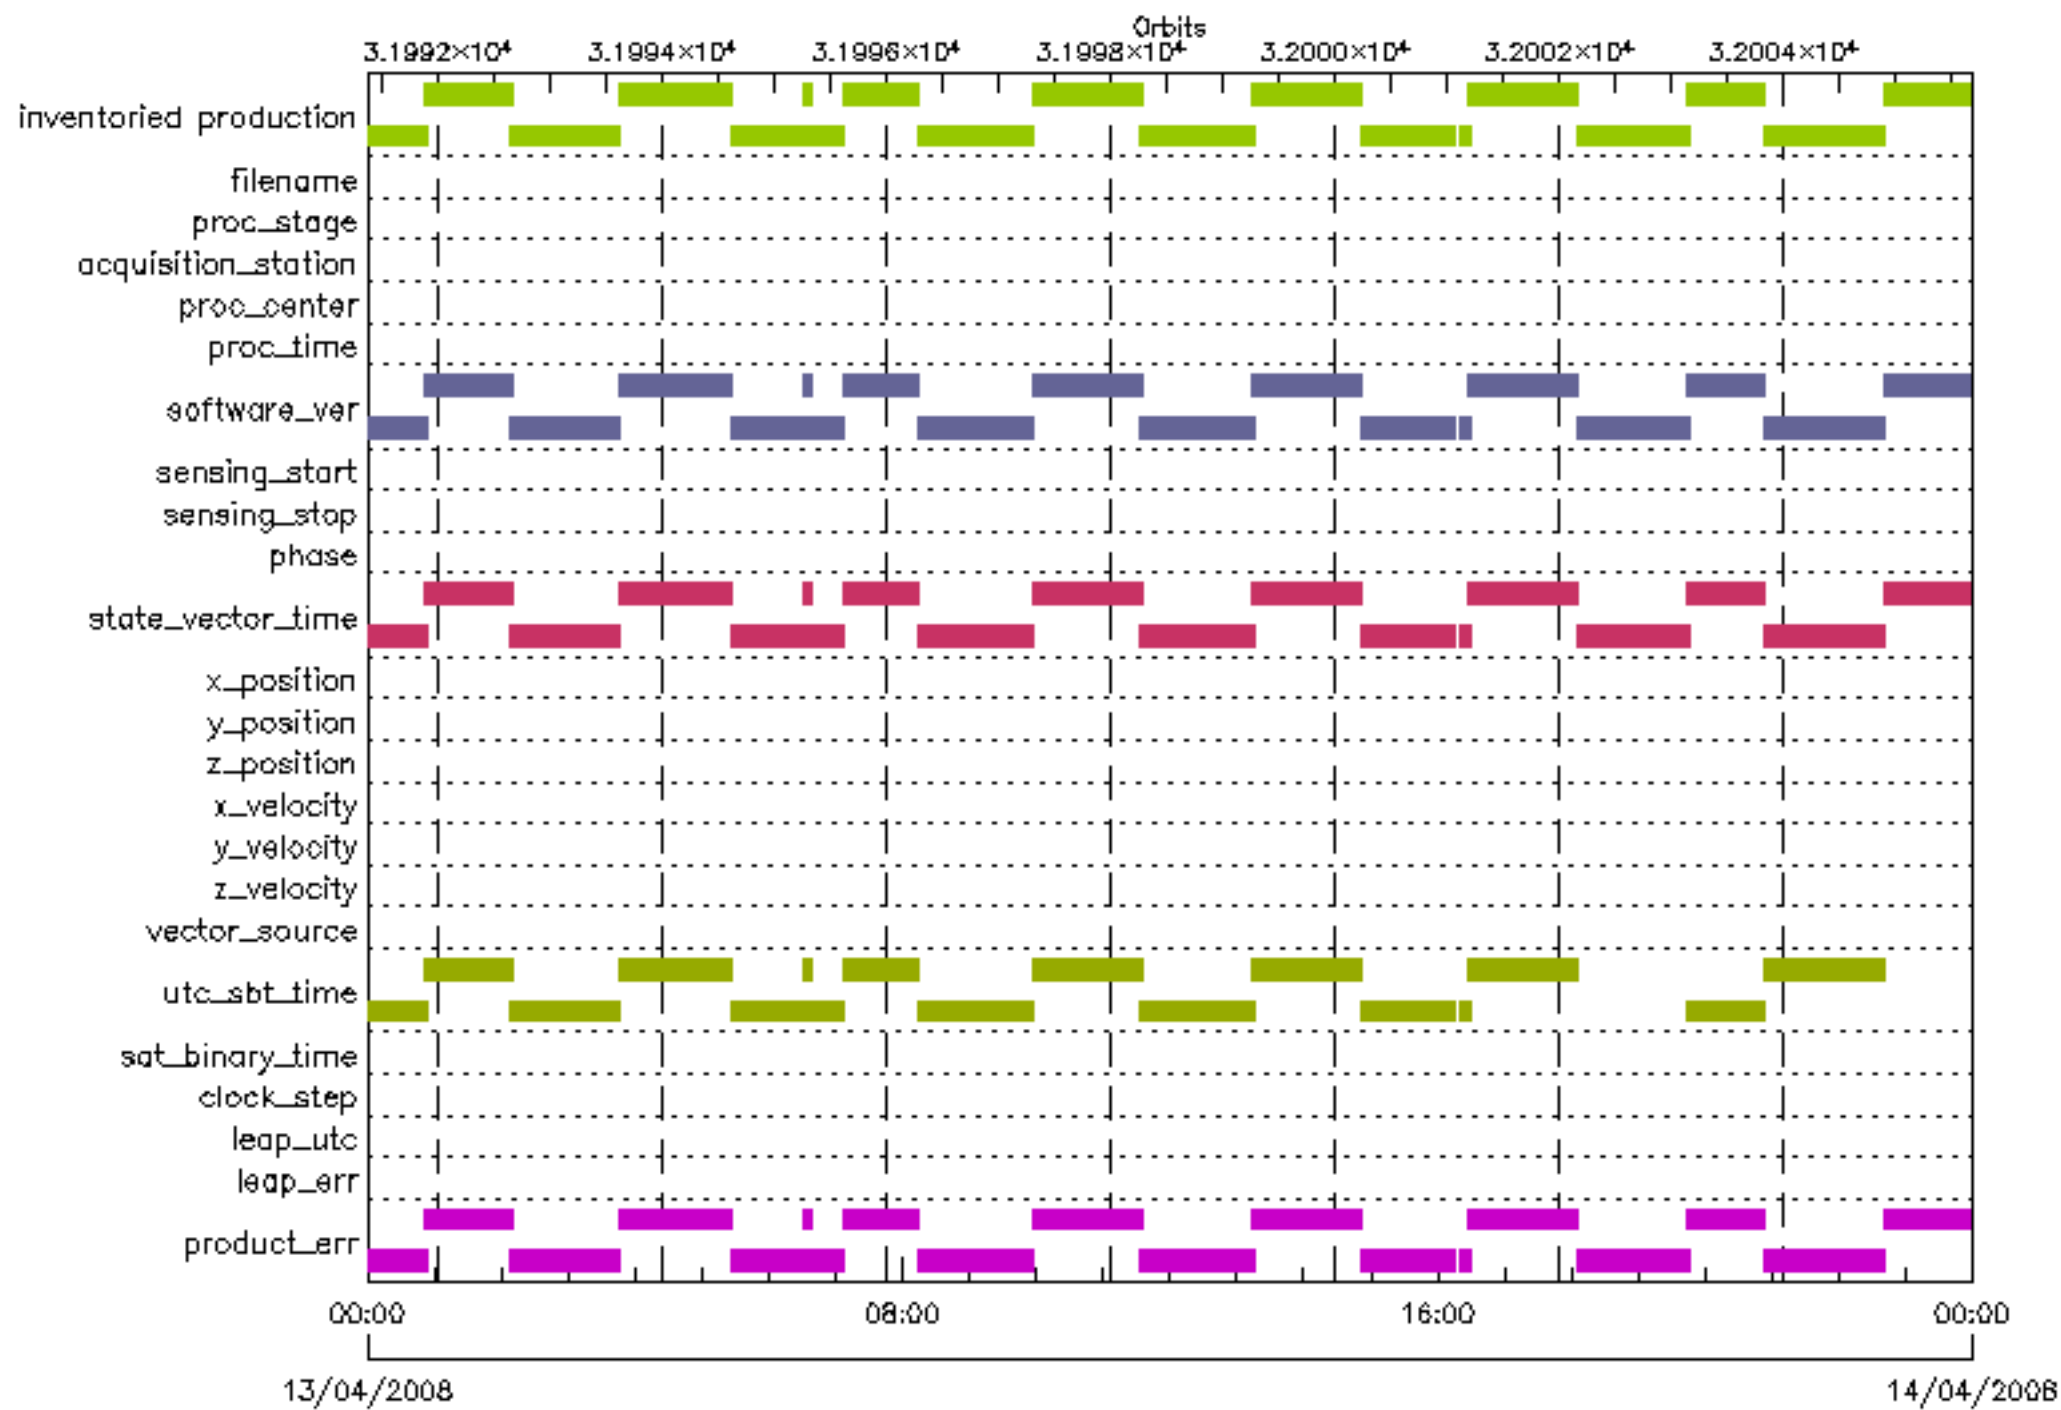 Orbits
3.1992×10⁴ 3.1994×10⁴ 3.1996×10⁴ 3.1998×10⁴ 3.2000×10⁴ 3.2002×10⁴ 3.2004×10⁴
inventoried production
filename
proc_stage
acquisition_station
proc_center
proc_time
software_ver
sensing_start
sensing_stop
phase
state_vector_time
x_position
y_position
z_position
x_velocity
y_velocity
z_velocity
vector_source
utc_sbt_time
sat_binary_time
clock_step
leap_utc
leap_err
product_err
00:00 08:00 16:00 00:00
13/04/2008 14/04/2008